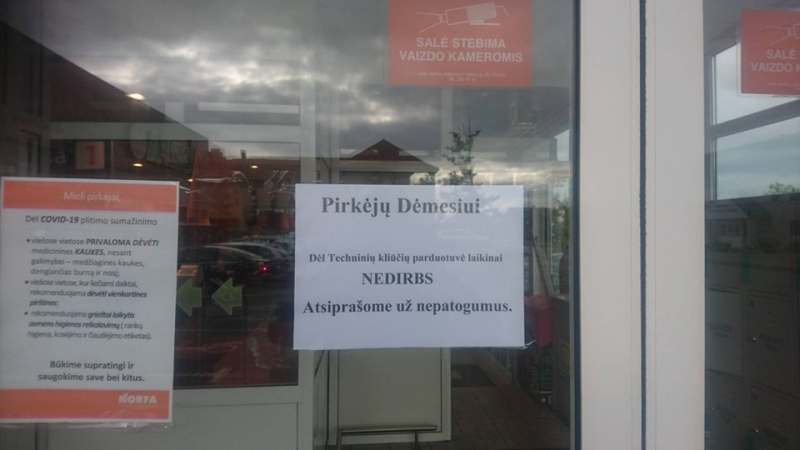 SALĖ STEBIMA
VAIZDO KAMEROMIS
SALĖ
VAIZDO
1
Mieli pirkėjai,
Dėl COVID-19 plitimo sumažinimo
• viešose vietose PRIVALOMA DĖVĖTI
medicinines KAUKES, nesant
galimybei – medžiagines kaukes,
dengiančias burną ir nosį;
• viešose vietose, kur liečiami daiktai,
rekomenduojama dėvėti vienkartines
pirštines;
• rekomenduojama griežtai laikytis
asmens higienos reikalavimų ( rankų
higiena, kosėjimo ir čiaudėjimo etiketas).
Būkime supratingi ir
saugokime save bei kitus.
NORFA
Pirkėjų Dėmesiui
Dėl Techninių kliūčių parduotuvė laikinai
NEDIRBS
Atsiprašome už nepatogumus.